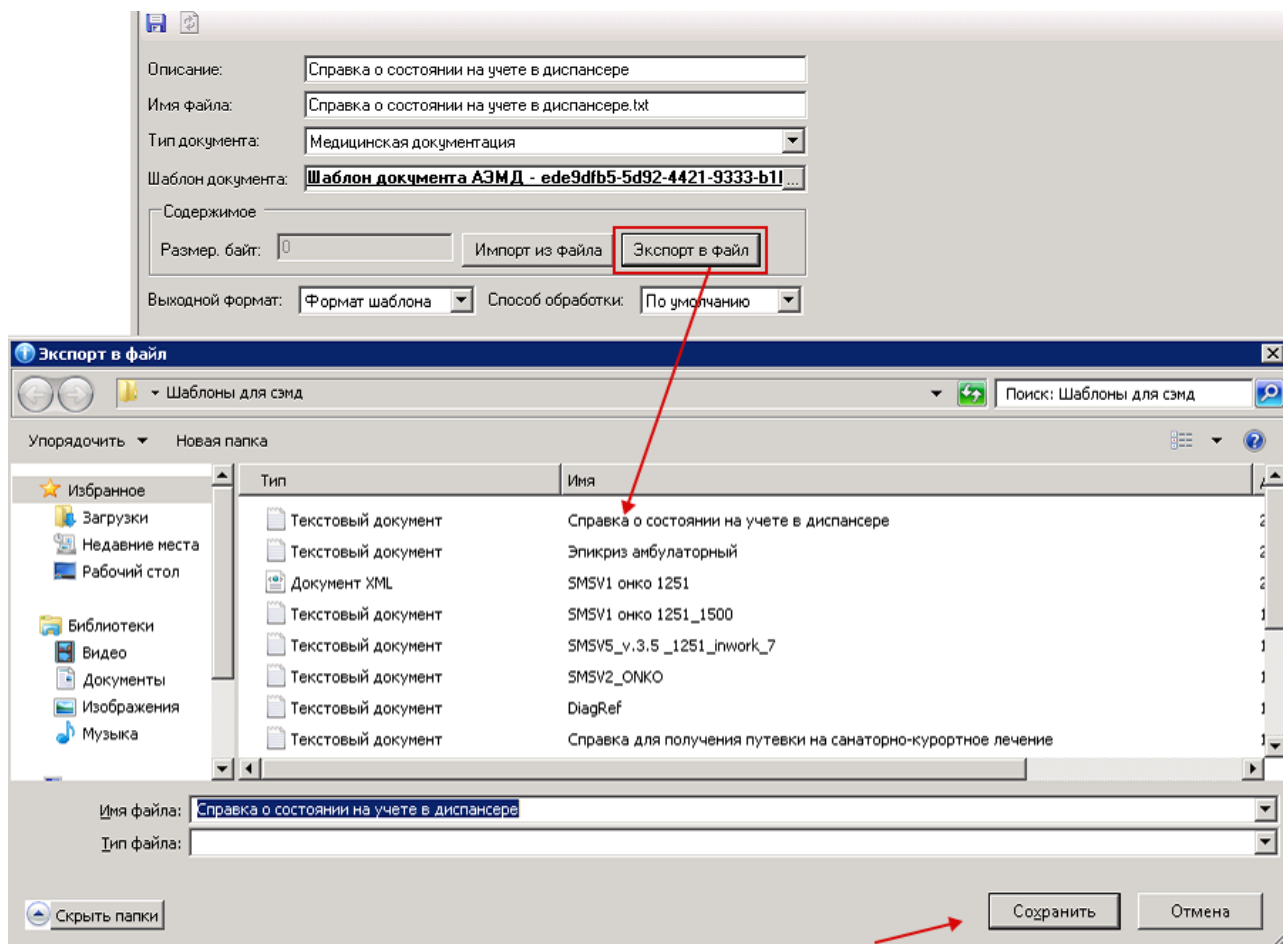 Описание: Справка о состоянии на учете в диспансере
Имя файла: Справка о состоянии на учете в диспансере.txt
Тип документа: Медицинская документация
Шаблон документа: Шаблон документа АЭМД - ede9dfb5-5d92-4421-9333-b1 ...
Содержимое
Размер. байт: 0 Импорт из файла Экспорт в файл
Выходной формат: Формат шаблона Способ обработки: По умолчанию
Экспорт в файл
Шаблоны для сэмд Поиск: Шаблоны для сэмд
Упорядочить Новая папка
Избранное
Загрузки
Недавние места
Рабочий стол
Библиотеки
Видео
Документы
Изображения
Музыка
Тип Имя
Текстовый документ Справка о состоянии на учете в диспансере
Текстовый документ Эпикриз амбулаторный
Документ XML SMSV1 онко 1251
Текстовый документ SMSV1 онко 1251_1500
Текстовый документ SMSV5_v.3.5 _1251_inwork_7
Текстовый документ SMSV2_ONKO
Текстовый документ DiagRef
Текстовый документ Справка для получения путевки на санаторно-курортное лечение
Имя файла: Справка о состоянии на учете в диспансере
Тип файла:
Скрыть папки Сохранить Отмена